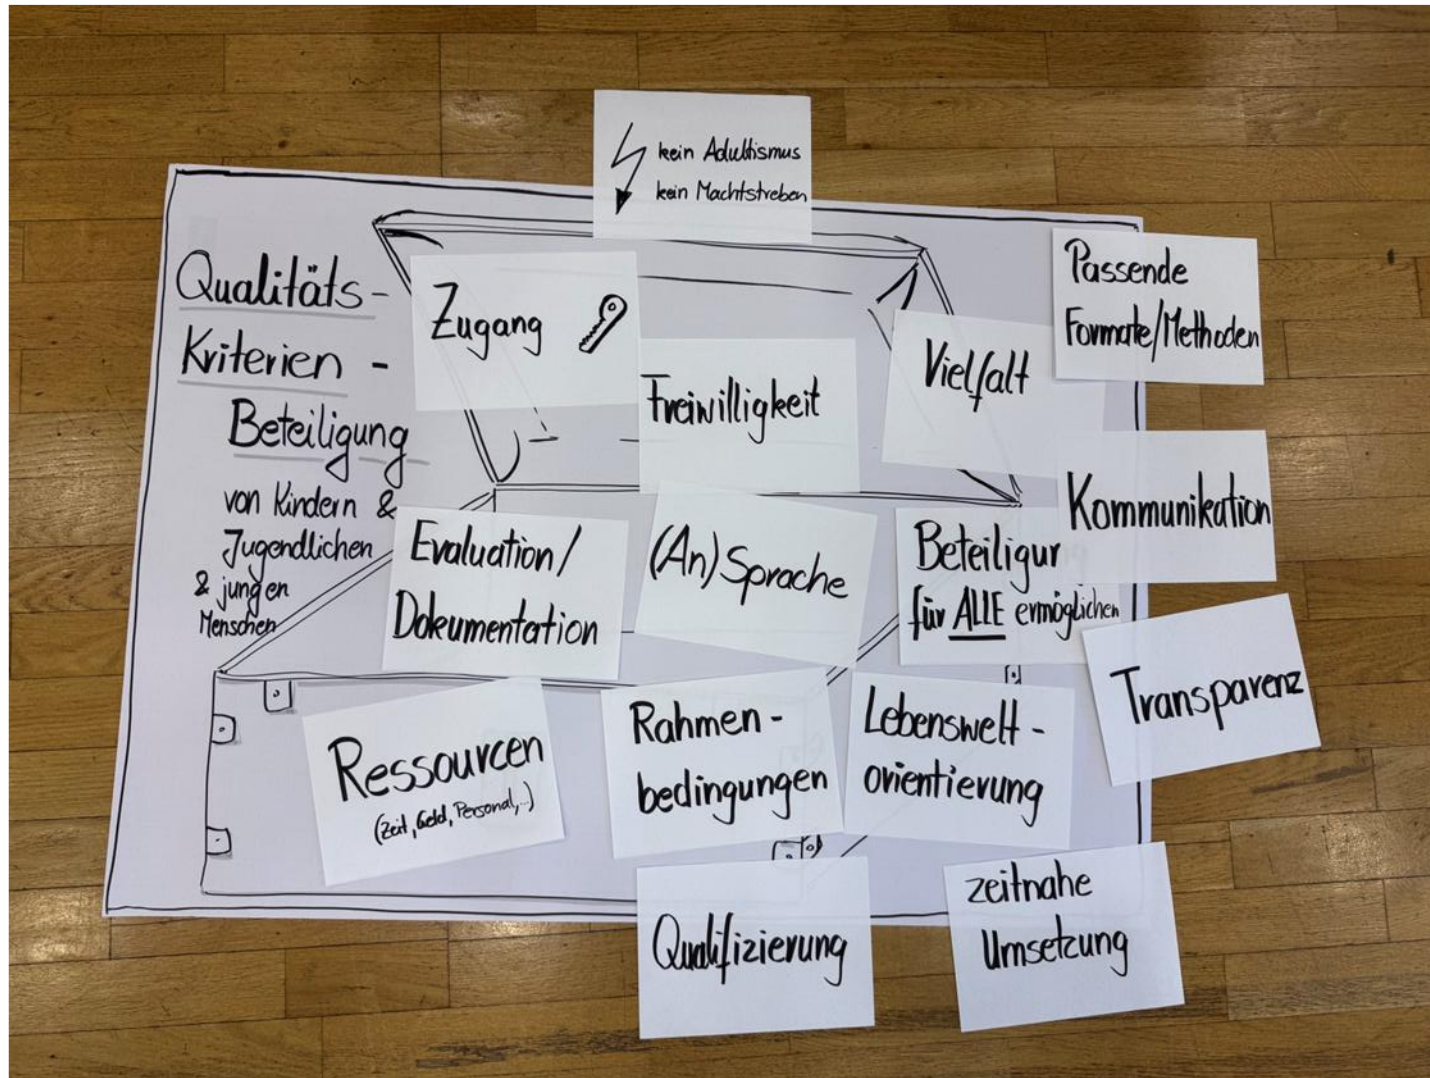 Qualitäts-
Kriterien -
Beteiligung
von Kindern &
Jugendlichen
& jungen
Menschen
kein Adultismus
kein Machtstreben
Zugang
Freiwilligkeit
Vielfalt
Passende
Formate/Methoden
Evaluation/
Dokumentation
(An)Sprache
Beteiligun
für ALLE ermöglichen
Kommunikation
Ressourcen
(Zeit, Geld, Personal,...)
Rahmen-
bedingungen
Lebenswelt-
orientierung
Transparenz
Qualifizierung
zeitnahe
Umsetzung